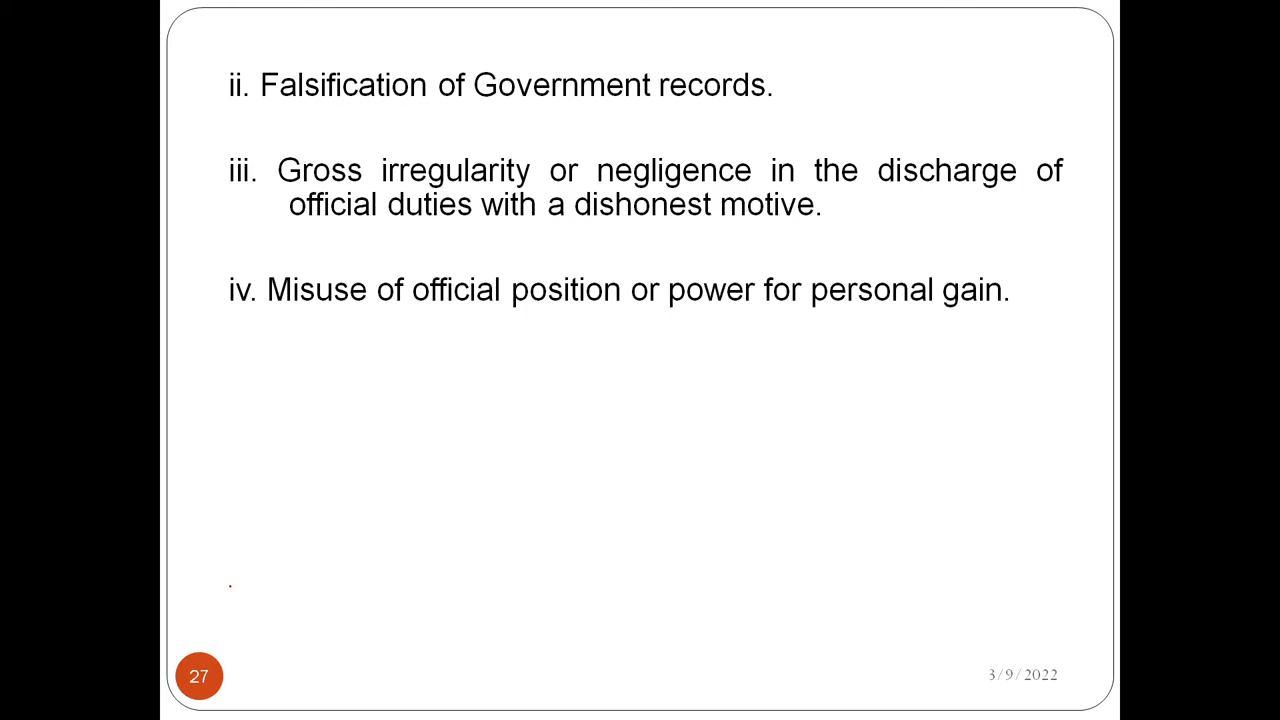 ii. Falsification of Government records.
iii. Gross irregularity or negligence in the discharge of
official duties with a dishonest motive.
iv. Misuse of official position or power for personal gain.
27
3/9/2022